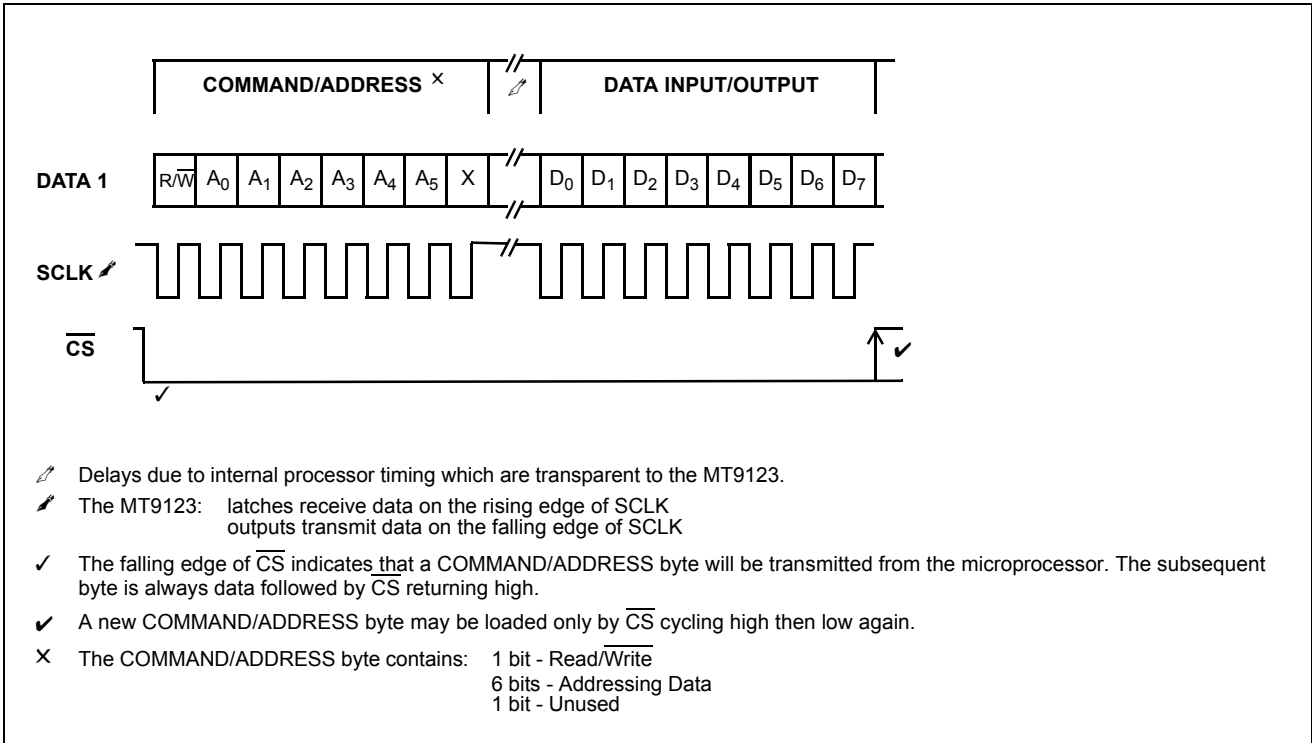 COMMAND/ADDRESS ×
DATA INPUT/OUTPUT
DATA 1
R/W̅ A₀ A₁ A₂ A₃ A₄ A₅ X D₀ D₁ D₂ D₃ D₄ D₅ D₆ D₇
SCLK
C̅S̅
✔
✓
Delays due to internal processor timing which are transparent to the MT9123.
The MT9123: latches receive data on the rising edge of SCLK
outputs transmit data on the falling edge of SCLK
✓ The falling edge of C̅S̅ indicates that a COMMAND/ADDRESS byte will be transmitted from the microprocessor. The subsequent
byte is always data followed by C̅S̅ returning high.
✔ A new COMMAND/ADDRESS byte may be loaded only by C̅S̅ cycling high then low again.
× The COMMAND/ADDRESS byte contains: 1 bit - Read/W̅r̅i̅t̅e̅
6 bits - Addressing Data
1 bit - Unused